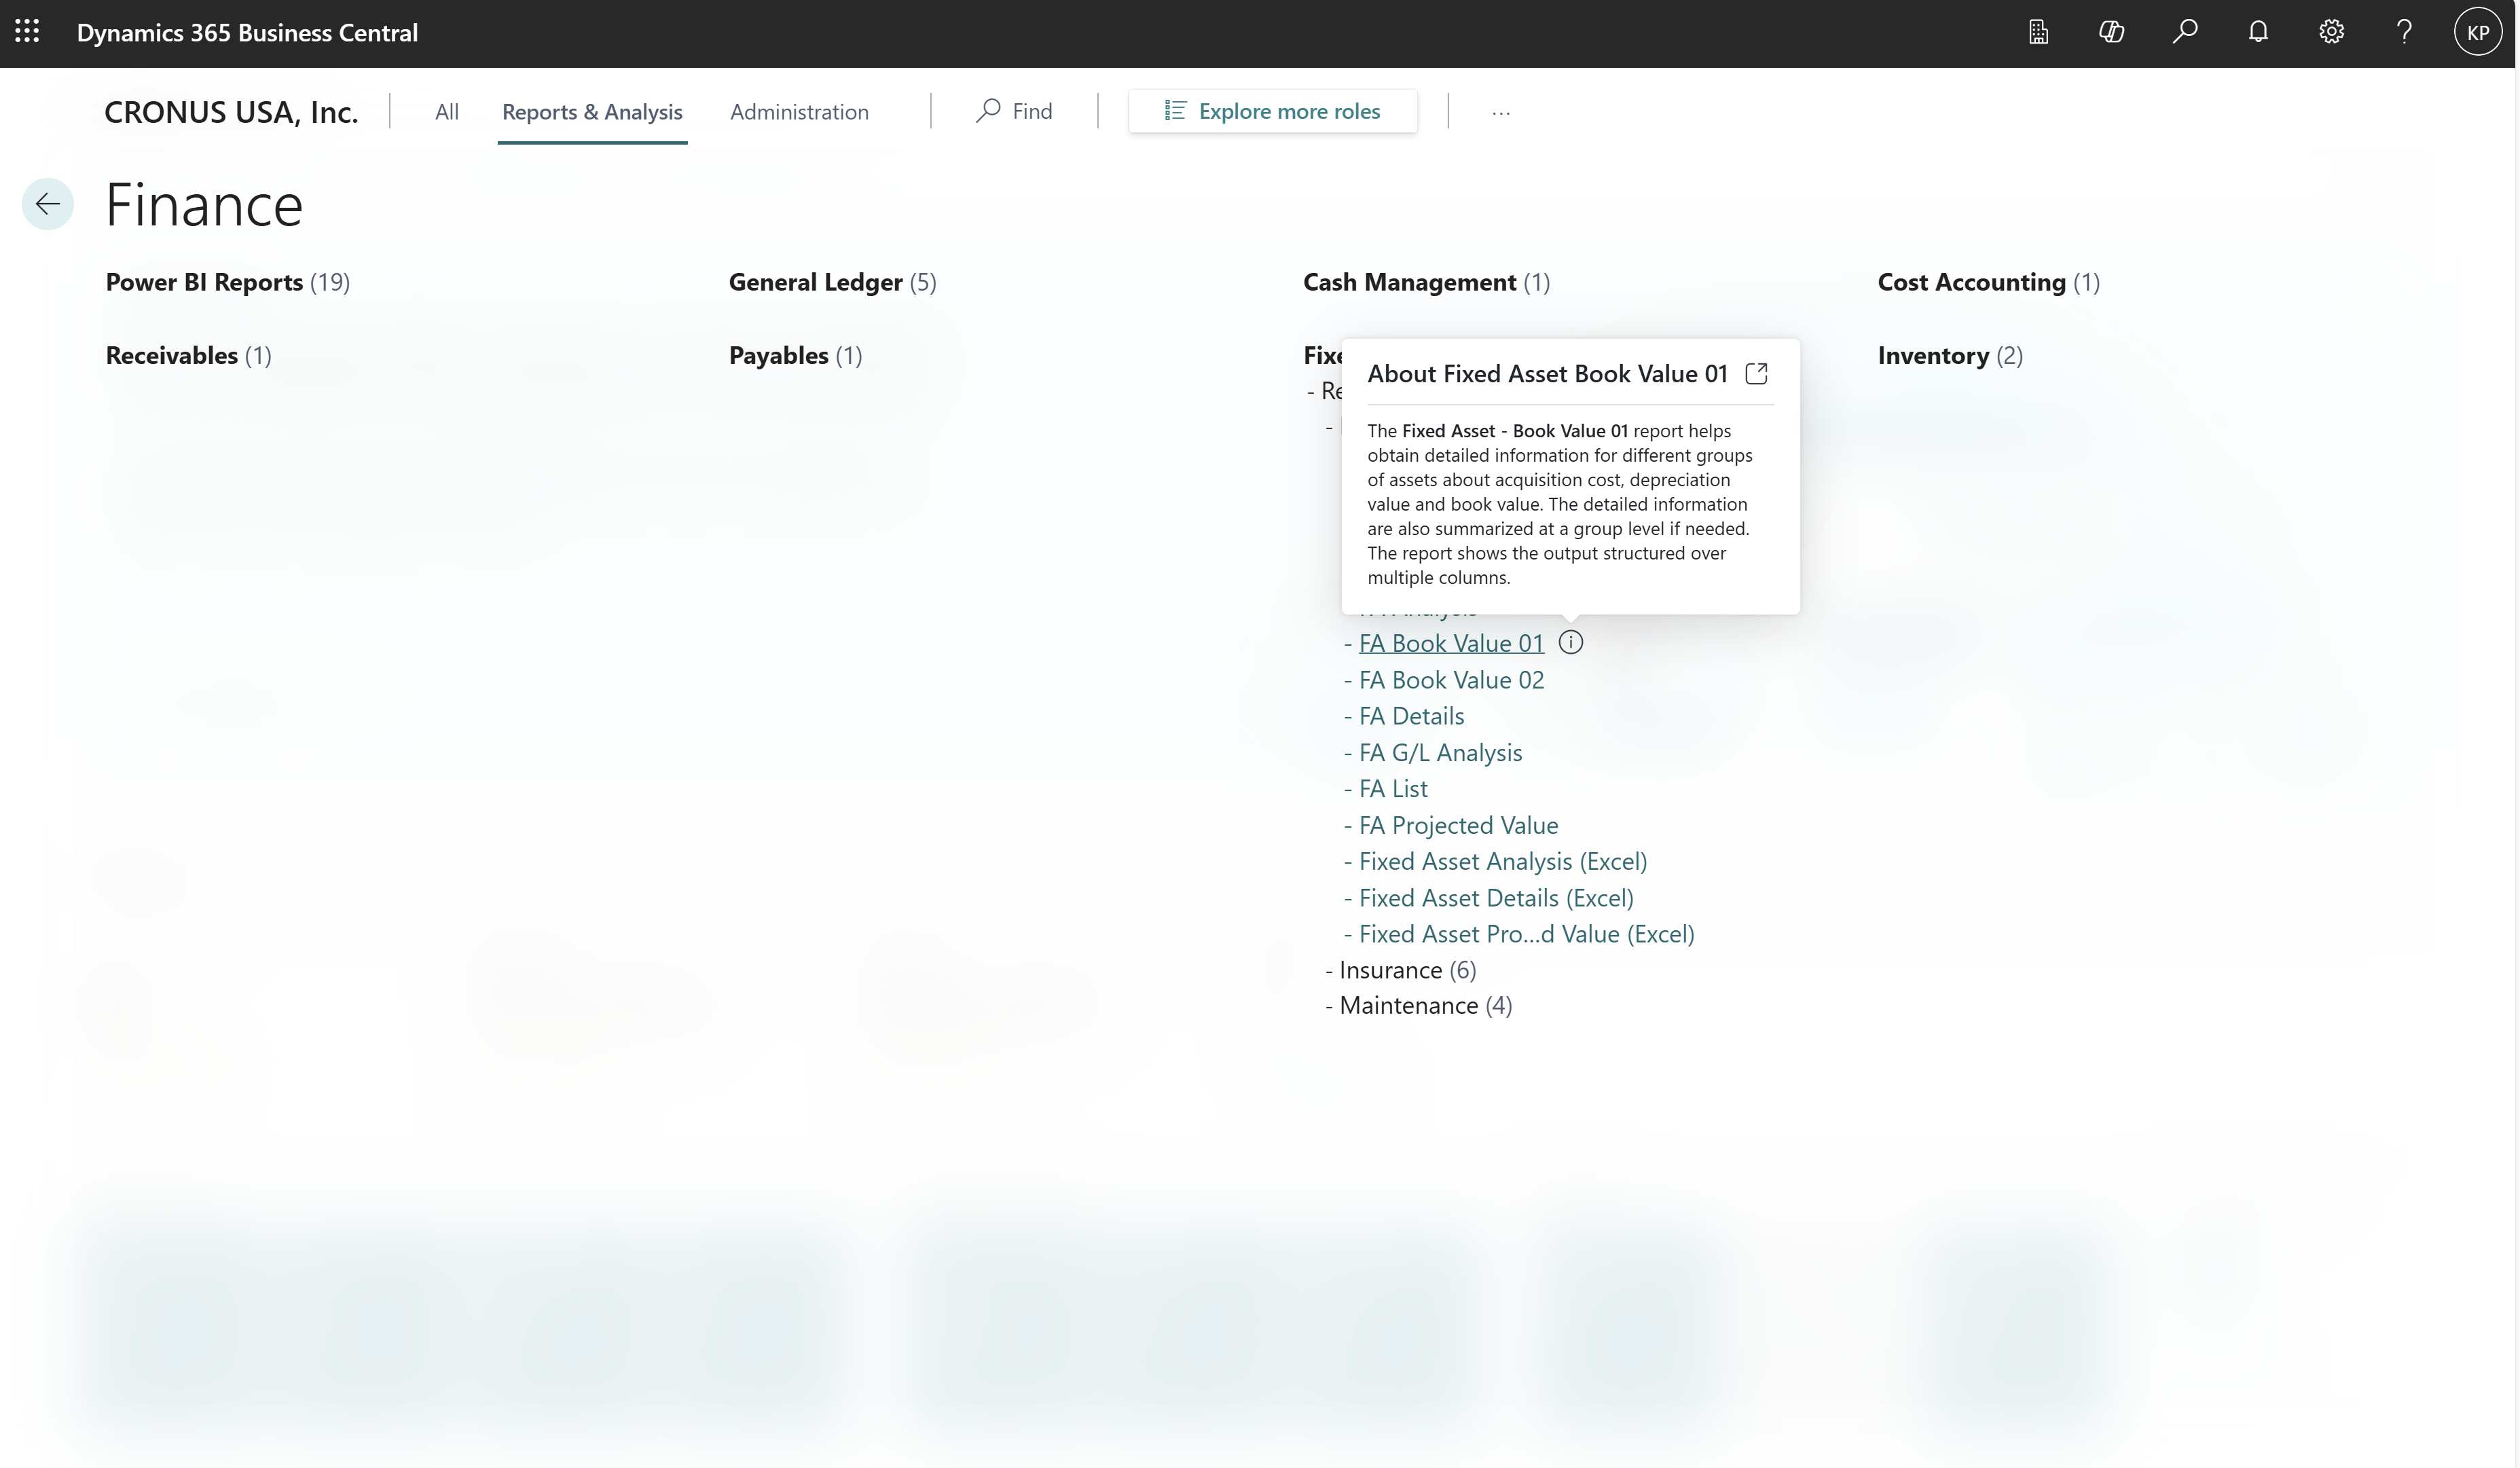 Dynamics 365 Business Central
KP
CRONUS USA, Inc.
All
Reports & Analysis
Administration
Find
Explore more roles
...
Finance
Power BI Reports (19)
General Ledger (5)
Cash Management (1)
Cost Accounting (1)
Receivables (1)
Payables (1)
Fixe
Inventory (2)
- Re
-
About Fixed Asset Book Value 01
The Fixed Asset - Book Value 01 report helps
obtain detailed information for different groups
of assets about acquisition cost, depreciation
value and book value. The detailed information
are also summarized at a group level if needed.
The report shows the output structured over
multiple columns.
- FA Book Value 01
- FA Book Value 02
- FA Details
- FA G/L Analysis
- FA List
- FA Projected Value
- Fixed Asset Analysis (Excel)
- Fixed Asset Details (Excel)
- Fixed Asset Pro...d Value (Excel)
- Insurance (6)
- Maintenance (4)